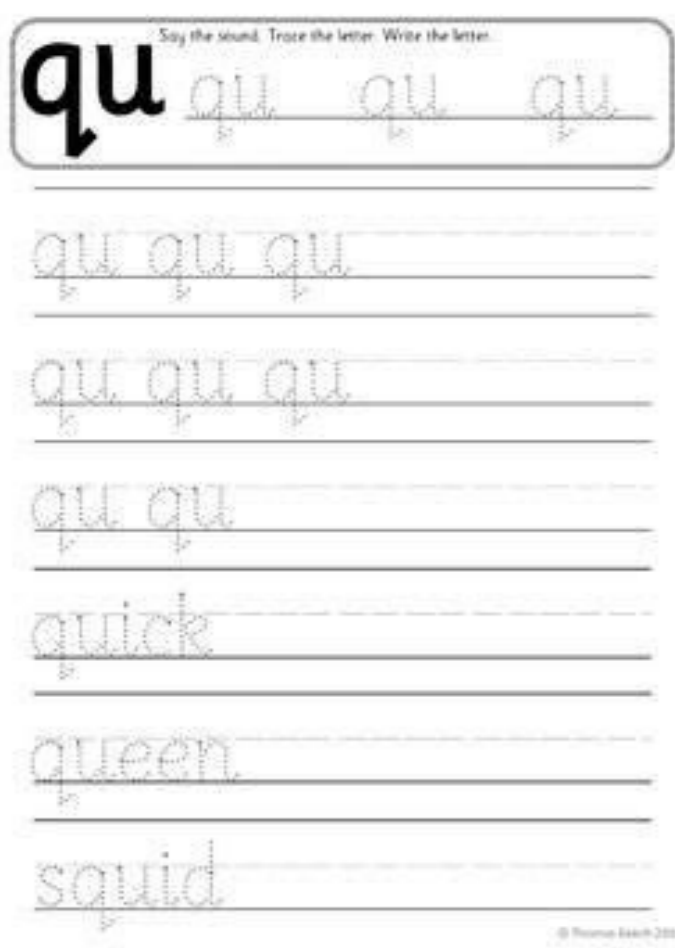 Say the sound. Trace the letter. Write the letter.
qu qu qu qu
qu qu qu
qu qu qu
qu qu
quick
queen
squid
© Thomas